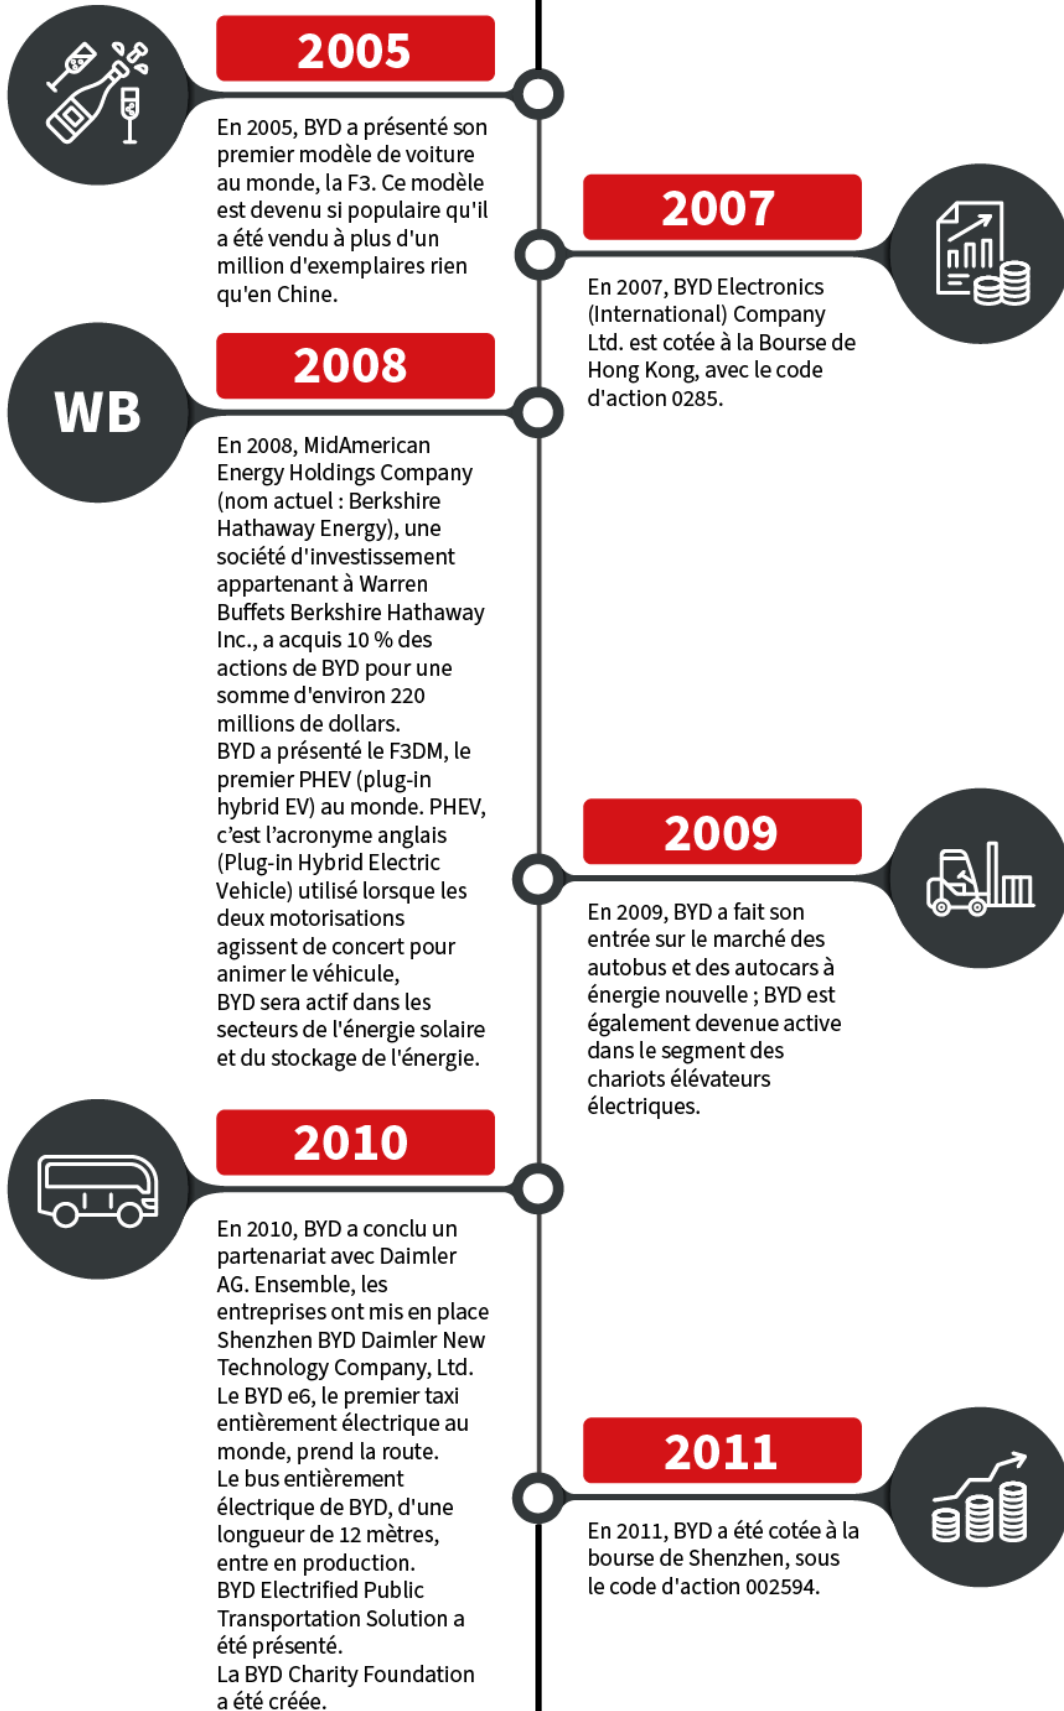 2005
En 2005, BYD a présenté son
premier modèle de voiture
au monde, la F3. Ce modèle
est devenu si populaire qu'il
a été vendu à plus d'un
million d'exemplaires rien
qu'en Chine.
2007
En 2007, BYD Electronics
(International) Company
Ltd. est cotée à la Bourse de
Hong Kong, avec le code
d'action 0285.
WB
2008
En 2008, MidAmerican
Energy Holdings Company
(nom actuel : Berkshire
Hathaway Energy), une
société d'investissement
appartenant à Warren
Buffets Berkshire Hathaway
Inc., a acquis 10 % des
actions de BYD pour une
somme d'environ 220
millions de dollars.
BYD a présenté le F3DM, le
premier PHEV (plug-in
hybrid EV) au monde. PHEV,
c’est l’acronyme anglais
(Plug-in Hybrid Electric
Vehicle) utilisé lorsque les
deux motorisations
agissent de concert pour
animer le véhicule,
BYD sera actif dans les
secteurs de l'énergie solaire
et du stockage de l'énergie.
2009
En 2009, BYD a fait son
entrée sur le marché des
autobus et des autocars à
énergie nouvelle ; BYD est
également devenue active
dans le segment des
chariots élévateurs
électriques.
2010
En 2010, BYD a conclu un
partenariat avec Daimler
AG. Ensemble, les
entreprises ont mis en place
Shenzhen BYD Daimler New
Technology Company, Ltd.
Le BYD e6, le premier taxi
entièrement électrique au
monde, prend la route.
Le bus entièrement
électrique de BYD, d'une
longueur de 12 mètres,
entre en production.
BYD Electrified Public
Transportation Solution a
été présenté.
La BYD Charity Foundation
a été créée.
2011
En 2011, BYD a été cotée à la
bourse de Shenzhen, sous
le code d'action 002594.